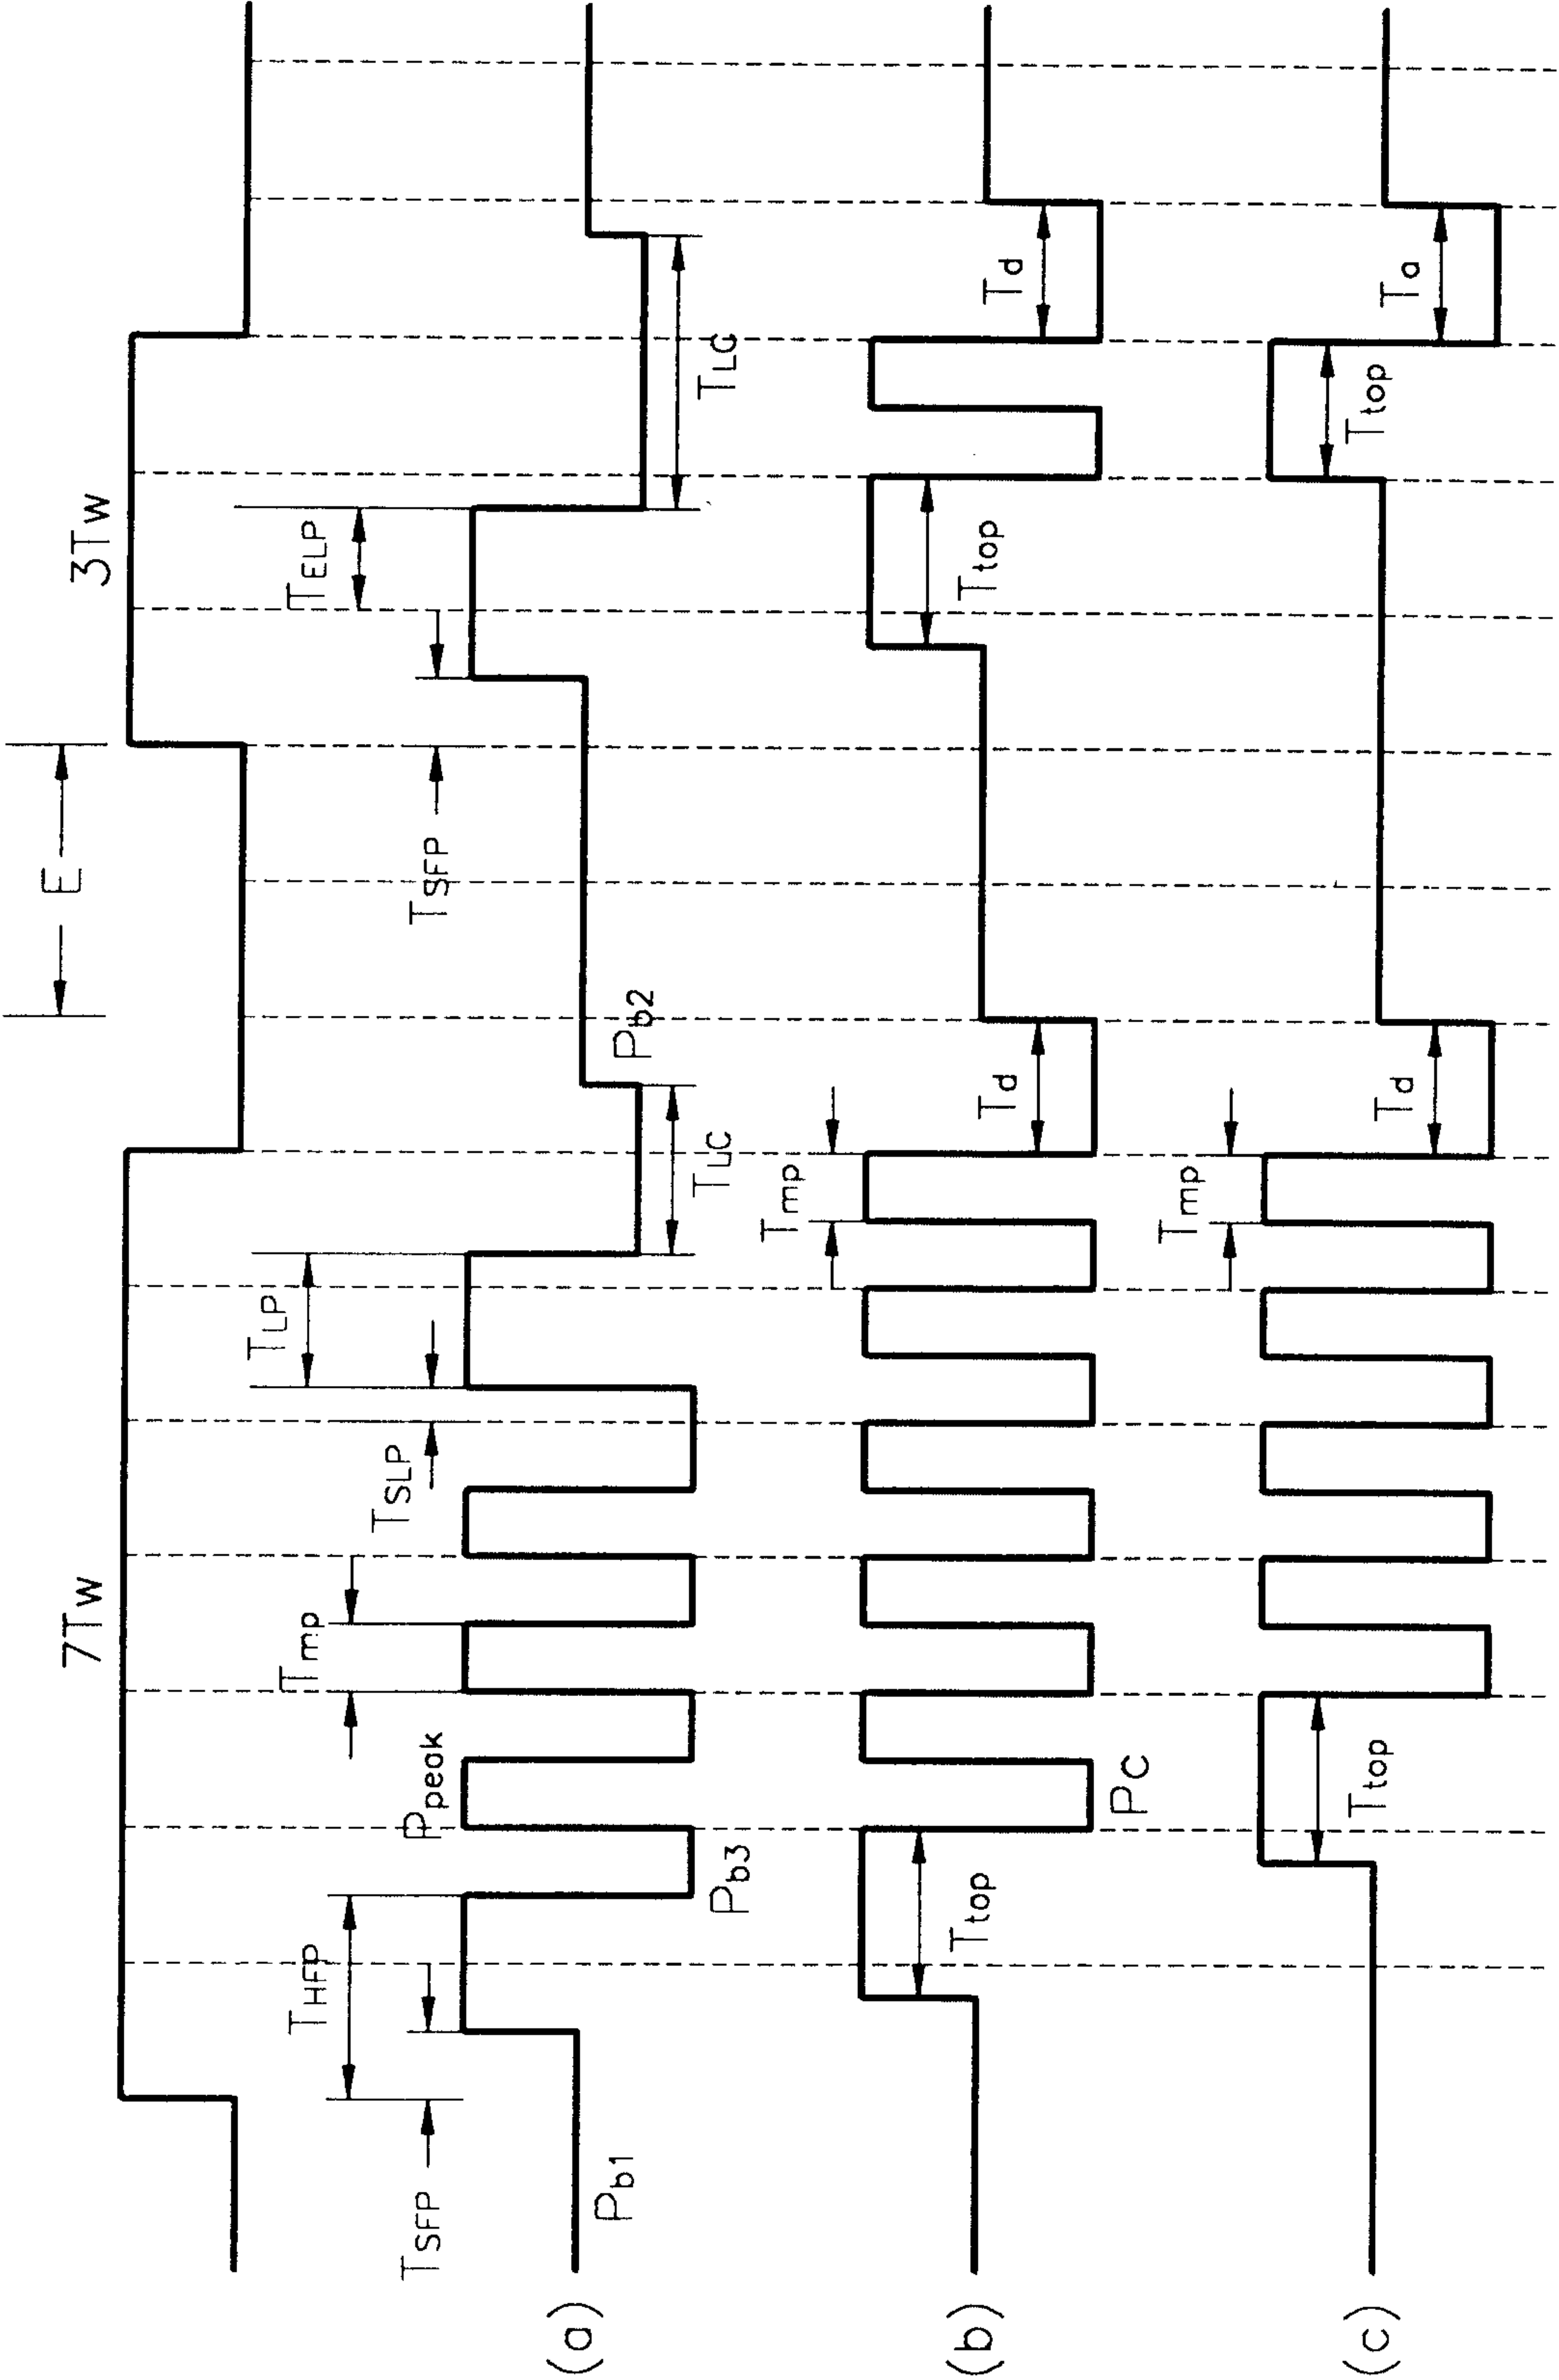 7Tw
E
3Tw
THFP
Tmp
TLP
TELP
TSFP
TSLP
TSFP
(a)
Pb1
Ppeak
Pb3
TLC
Pb2
TLC
(b)
Ttop
PC
Tmp
Td
Ttop
Td
(c)
Ttop
Tmp
Td
Ttop
Ta